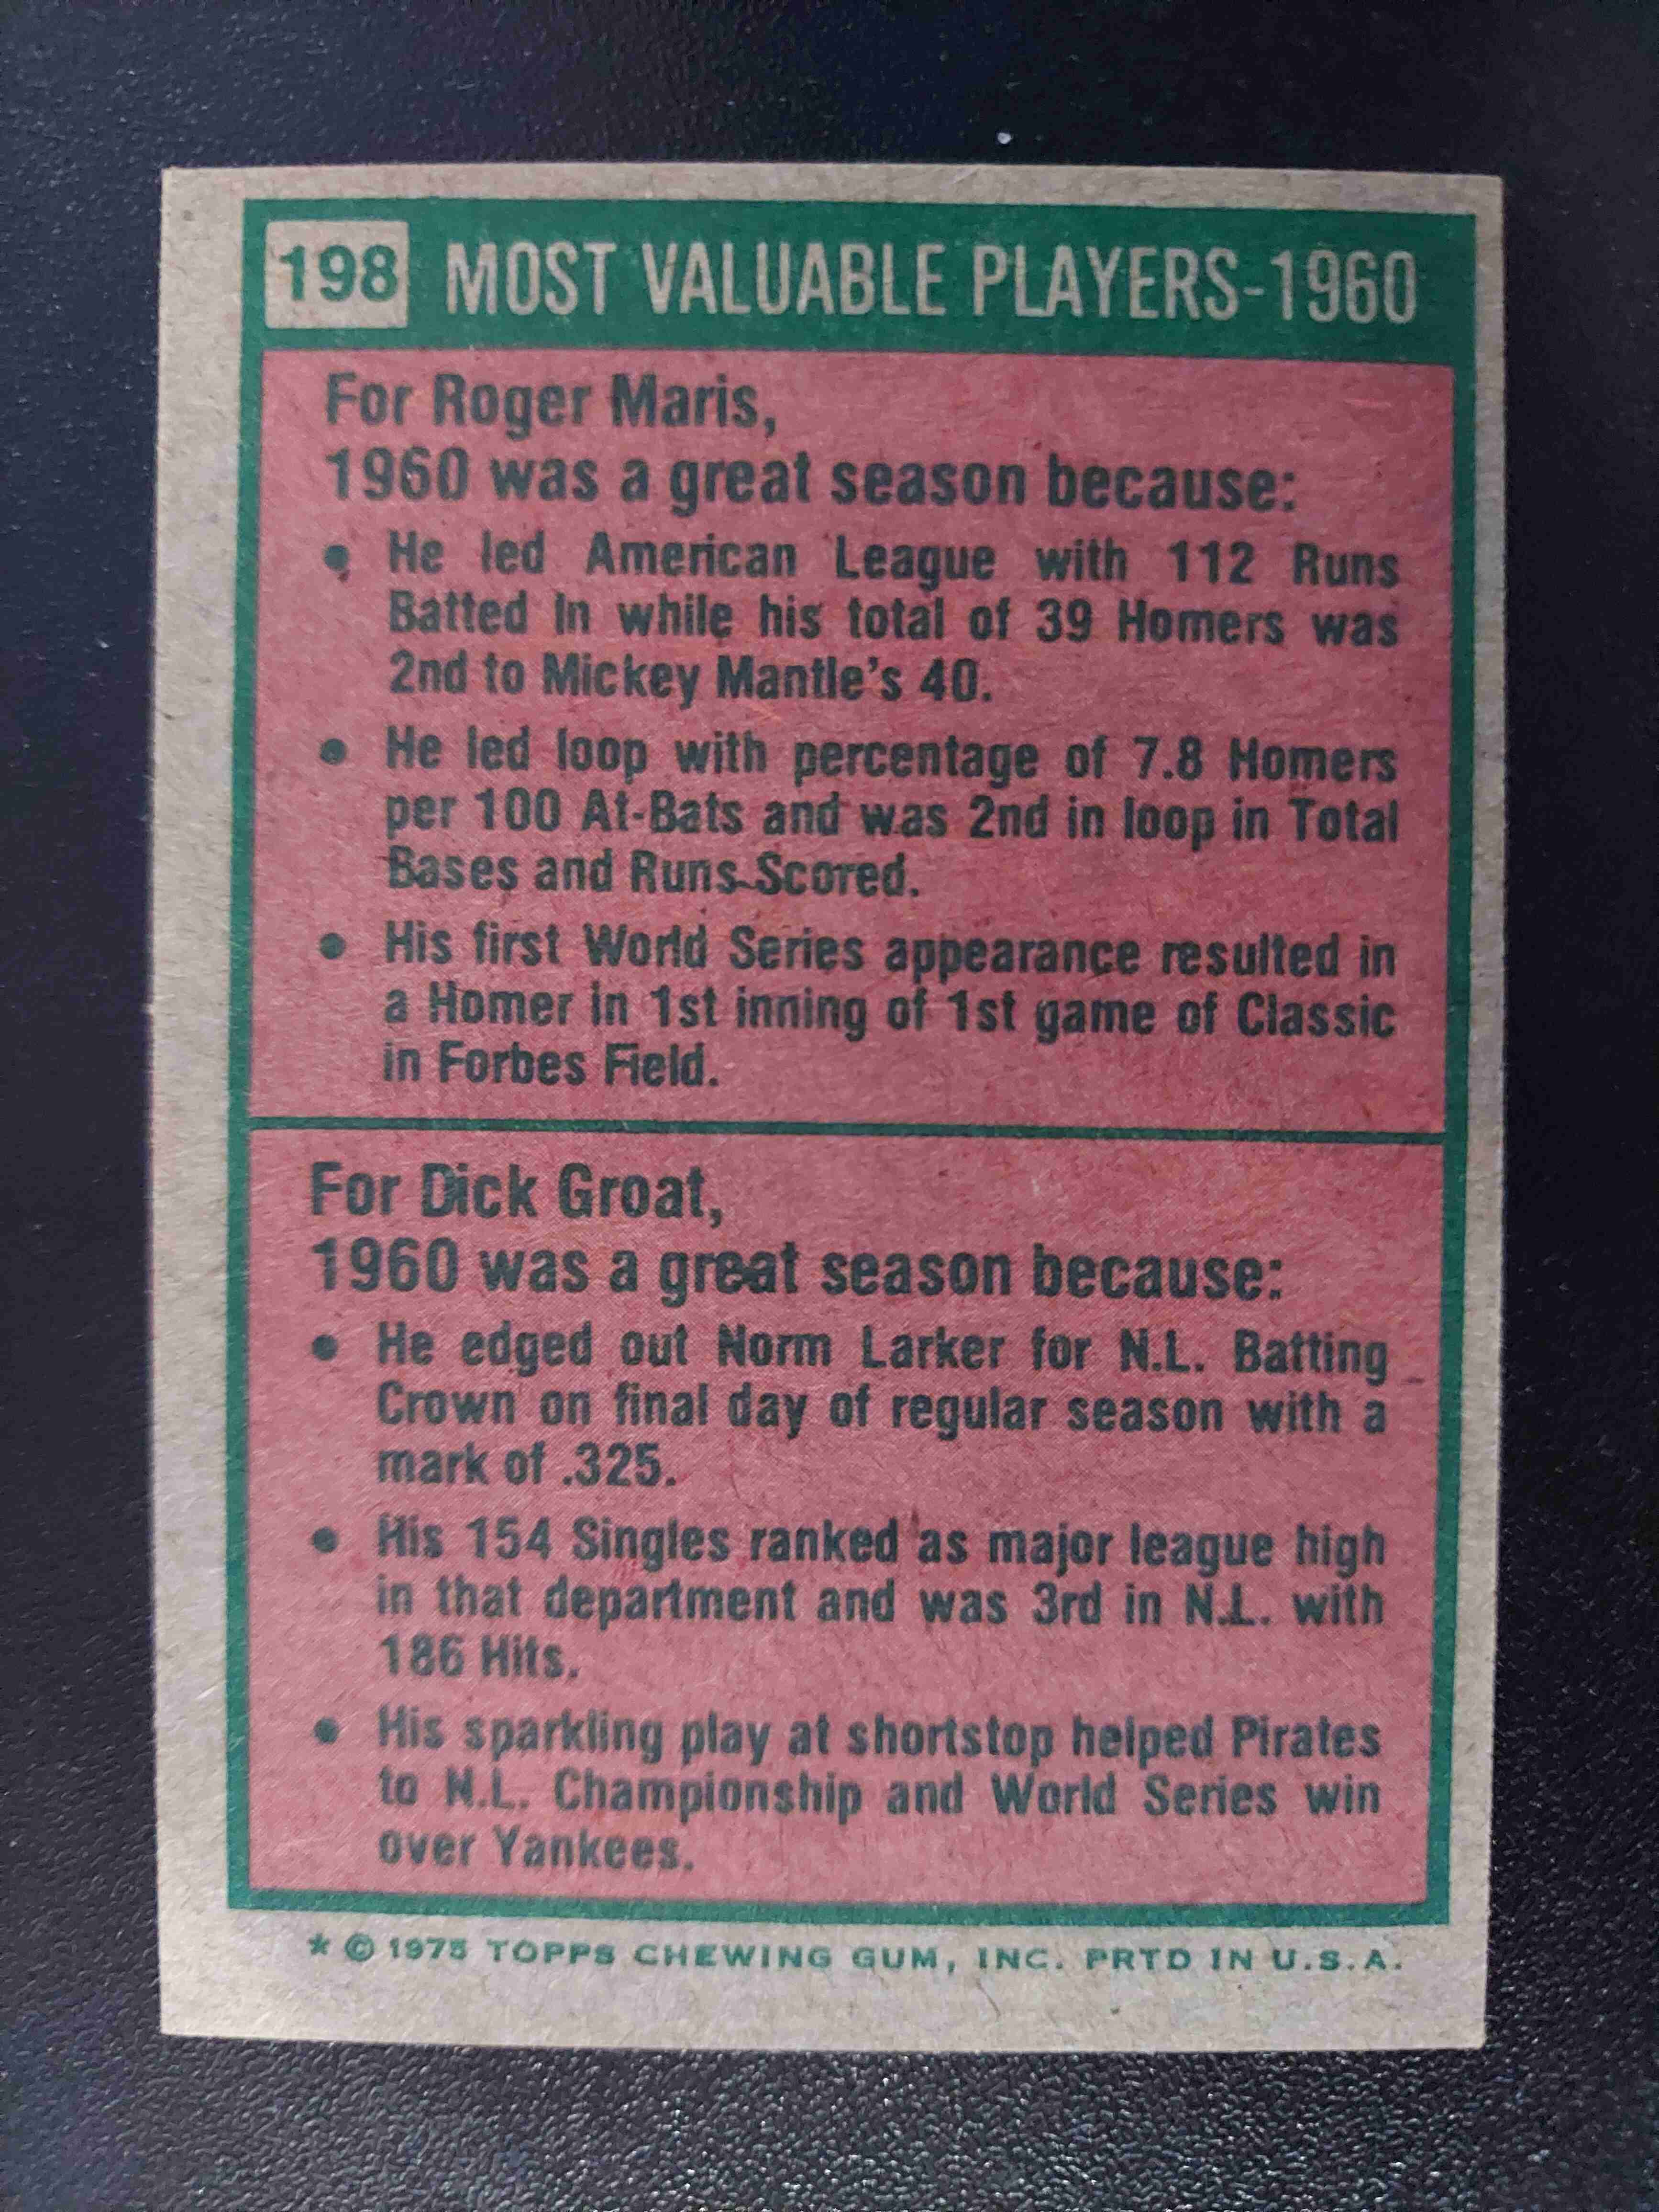 198 MOST VALUABLE PLAYERS-1960
For Roger Maris,
1960 was a great season because:
• He led American League with 112 Runs
Batted In while his total of 39 Homers was
2nd to Mickey Mantle's 40.
• He led loop with percentage of 7.8 Homers
per 100 At-Bats and was 2nd in loop in Total
Bases and Runs Scored.
• His first World Series appearance resulted in
a Homer in 1st inning of 1st game of Classic
in Forbes Field.
For Dick Groat,
1960 was a great season because:
• He edged out Norm Larker for N.L. Batting
Crown on final day of regular season with a
mark of .325.
• His 154 Singles ranked as major league high
in that department and was 3rd in N.L. with
186 Hits.
• His sparkling play at shortstop helped Pirates
to N.L. Championship and World Series win
over Yankees.
* © 1975 TOPPS CHEWING GUM, INC. PRTD IN U.S.A.